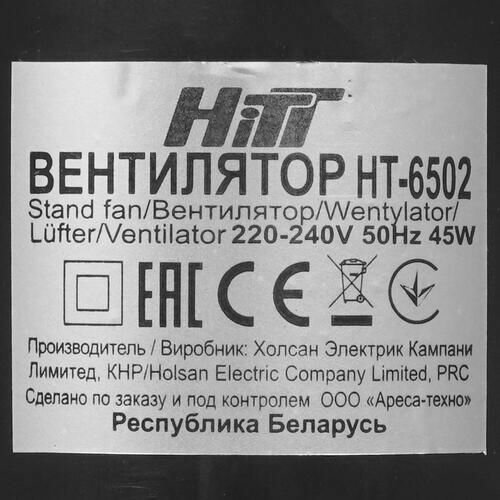 HiTT
ВЕНТИЛЯТОР HT-6502
Stand fan/Вентилятор/Wentylator/
Lüfter/Ventilator 220-240V 50Hz 45W
EAC CE
Производитель / Виробник: Холсан Электрик Кампани
Лимитед, КНР/Holsan Electric Company Limited, PRC
Сделано по заказу и под контролем ООО «Ареса-техно»
Республика Беларусь